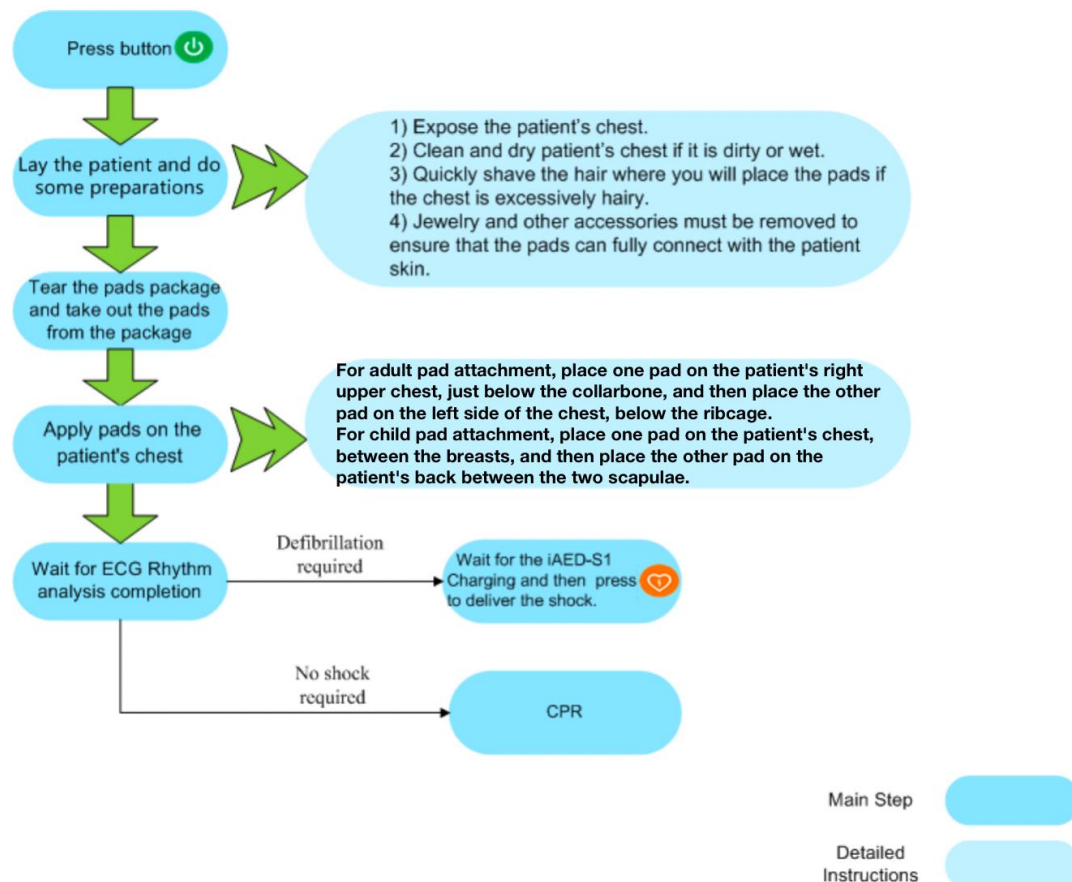 Press button
Lay the patient and do
some preparations
1) Expose the patient's chest.
2) Clean and dry patient's chest if it is dirty or wet.
3) Quickly shave the hair where you will place the pads if
the chest is excessively hairy.
4) Jewelry and other accessories must be removed to
ensure that the pads can fully connect with the patient
skin.
Tear the pads package
and take out the pads
from the package
Apply pads on the
patient's chest
For adult pad attachment, place one pad on the patient's right
upper chest, just below the collarbone, and then place the other
pad on the left side of the chest, below the ribcage.
For child pad attachment, place one pad on the patient's chest,
between the breasts, and then place the other pad on the
patient's back between the two scapulae.
Wait for ECG Rhythm
analysis completion
Defibrillation
required
Wait for the iAED-S1
Charging and then press
to deliver the shock.
No shock
required
CPR
Main Step
Detailed
Instructions